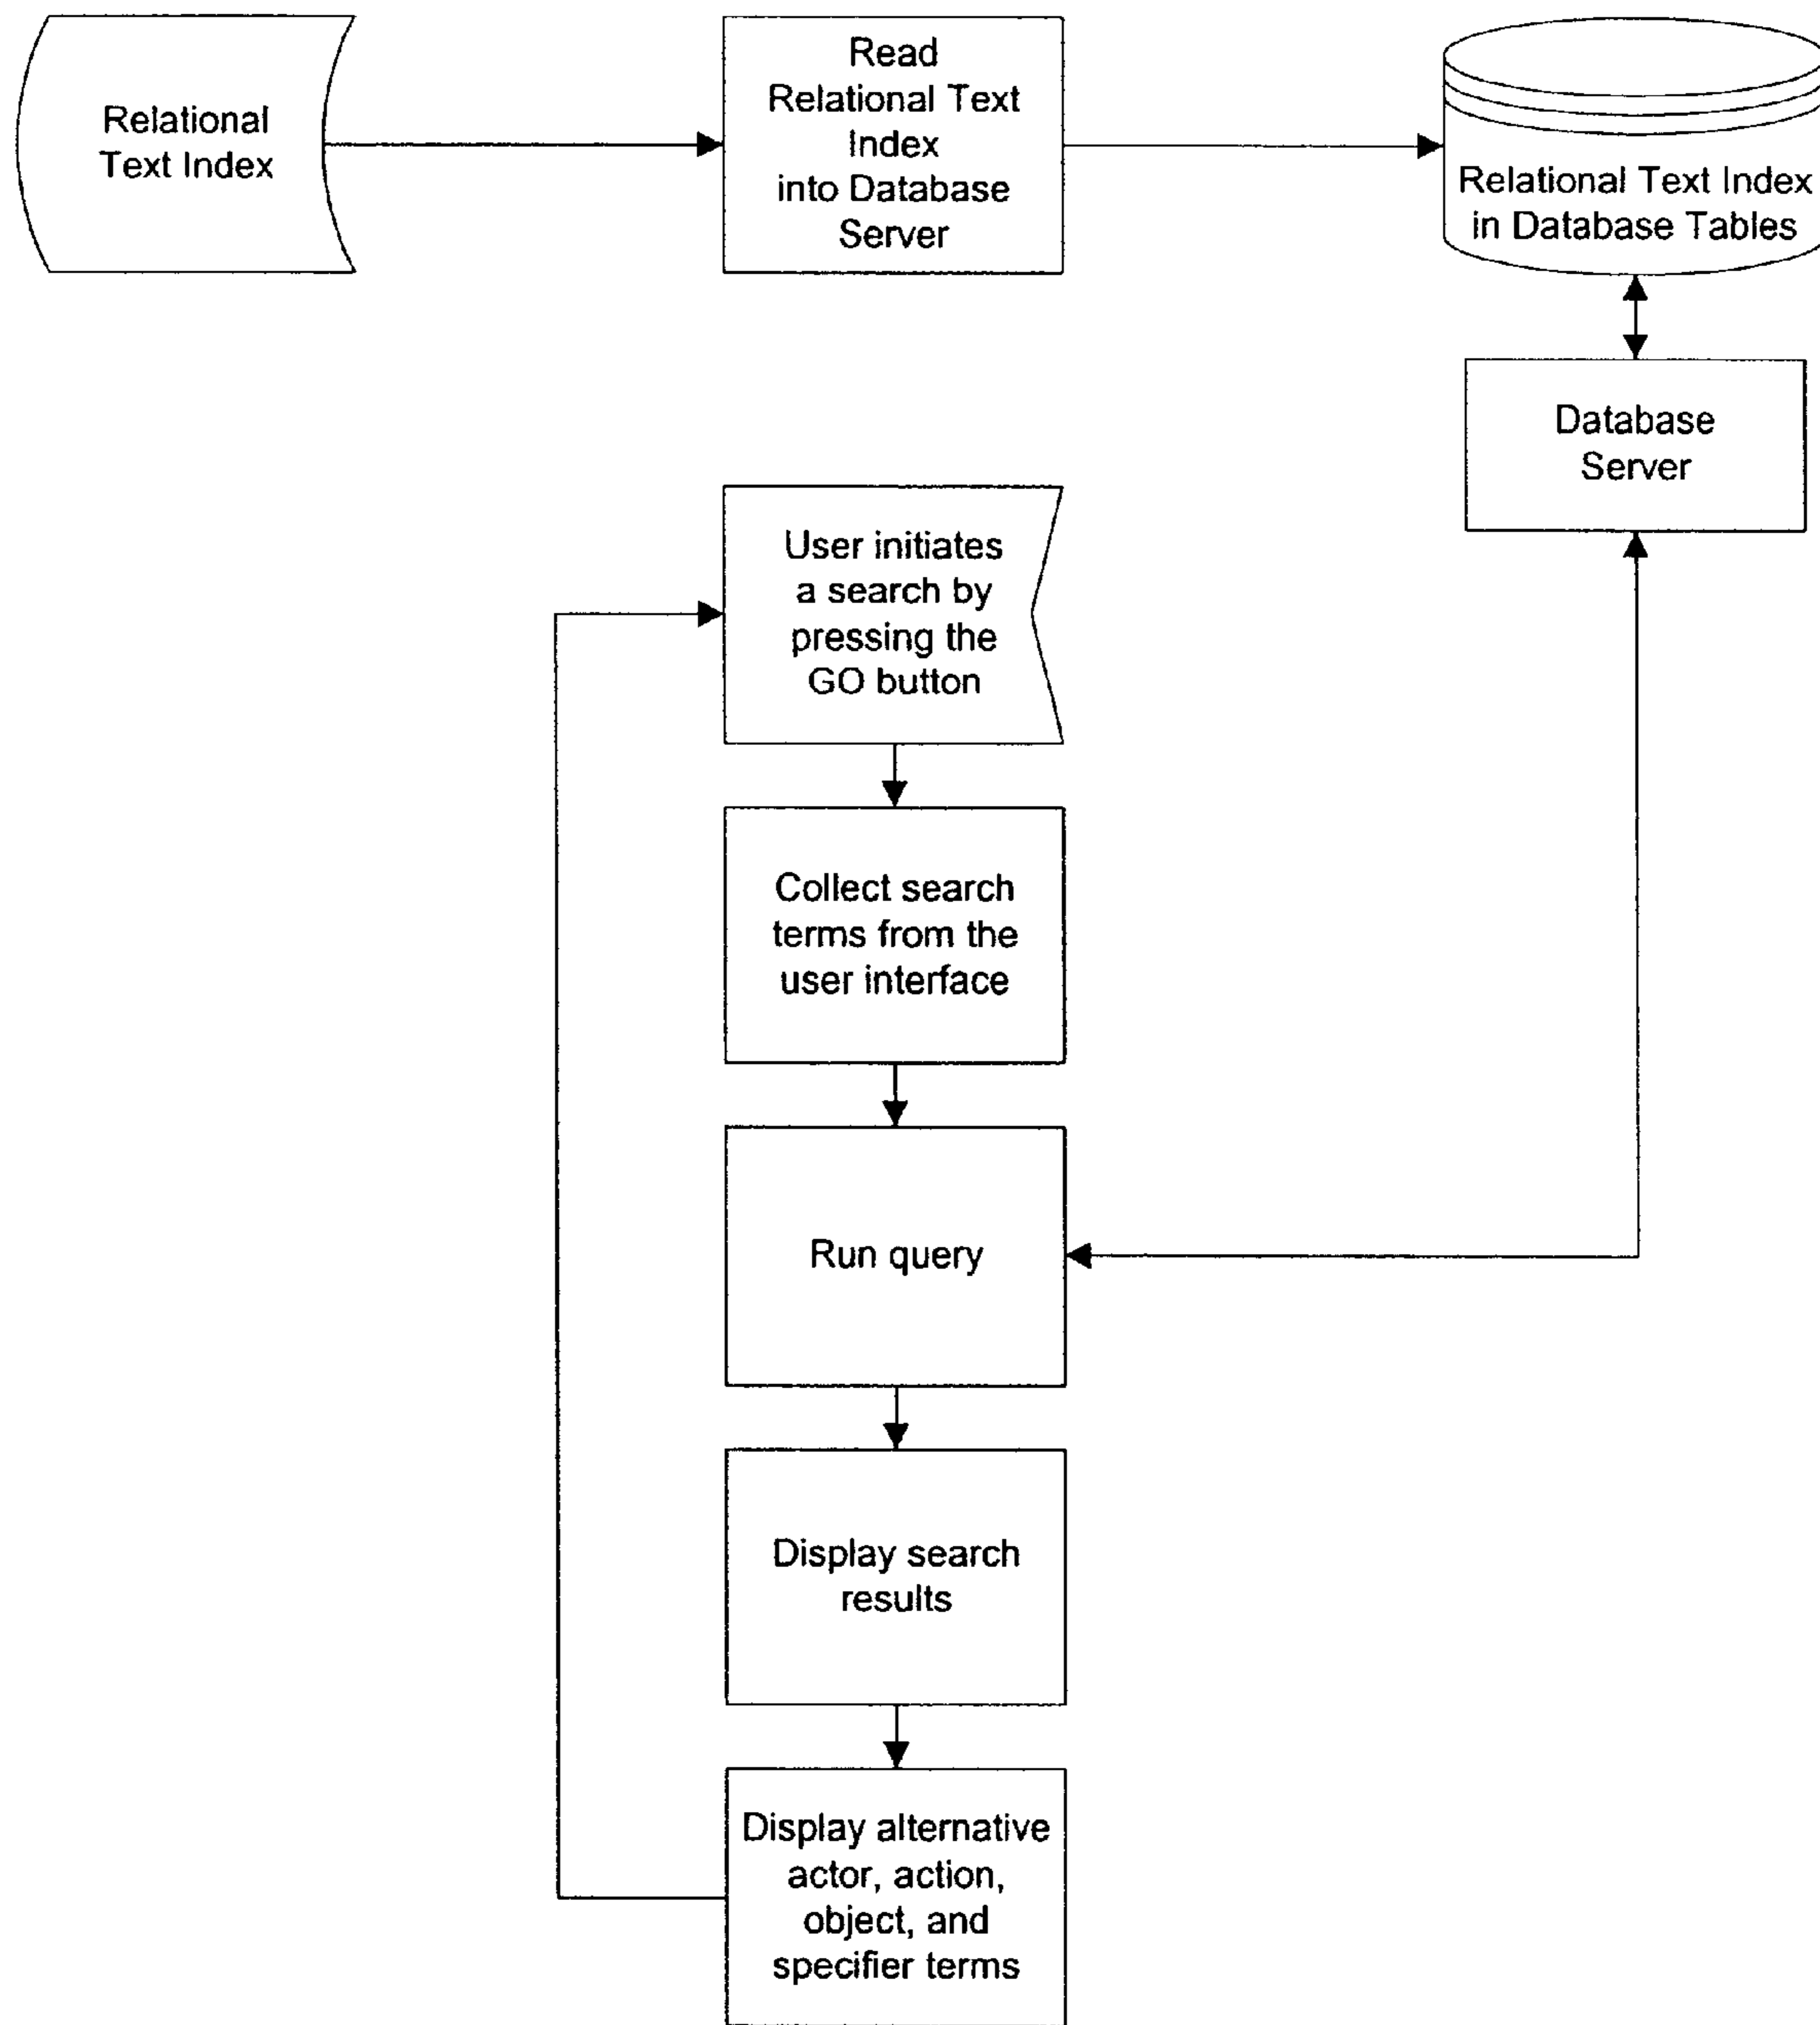 Relational
Text Index
Read
Relational Text
Index
into Database
Server
Relational Text Index
in Database Tables
Database
Server
User initiates
a search by
pressing the
GO button
Collect search
terms from the
user interface
Run query
Display search
results
Display alternative
actor, action,
object, and
specifier terms